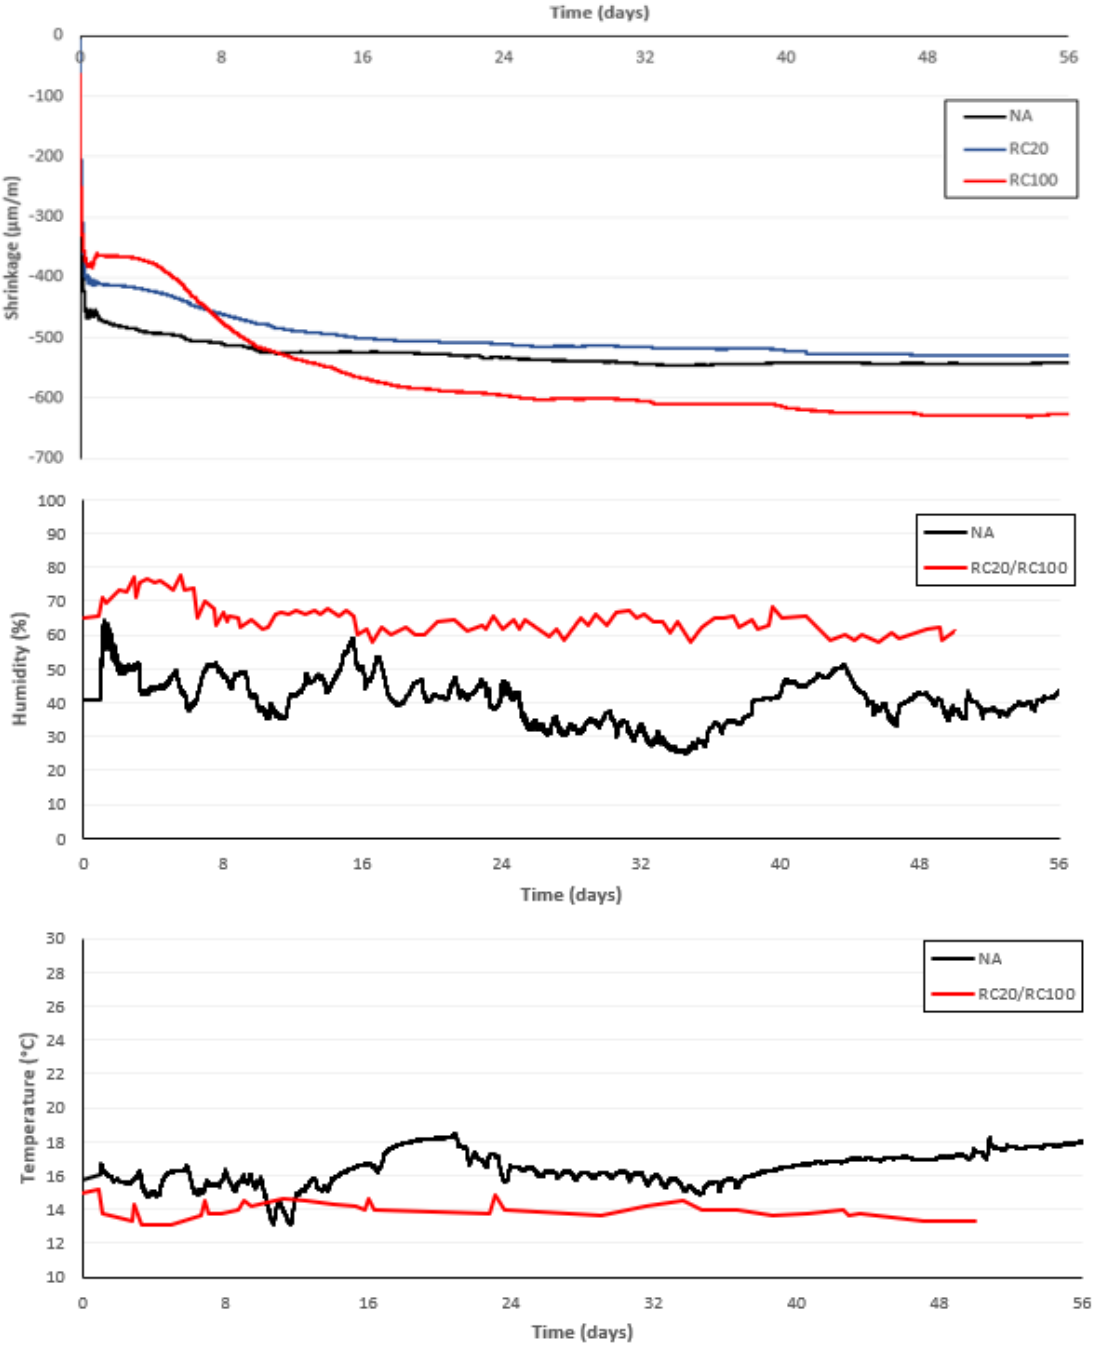 Time (days)
0
0 8 16 24 32 40 48 56
-100
NA
-200
RC20
RC100
-300
-400
-500
-600
-700
Shrinkage (µm/m)
100
90
NA
80
RC20/RC100
70
60
50
40
30
20
10
0
Humidity (%)
0 8 16 24 32 40 48 56
Time (days)
30
NA
28
RC20/RC100
26
24
22
20
18
16
14
12
10
Temperature (°C)
0 8 16 24 32 40 48 56
Time (days)